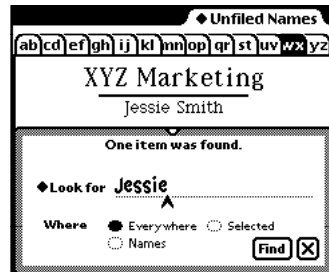 Unfiled Names
ab cd ef gh ij kl mn op qr st uv wx yz
XYZ Marketing
Jessie Smith
One item was found.
Look for Jessie
Where Everywhere Selected
Names
Find X